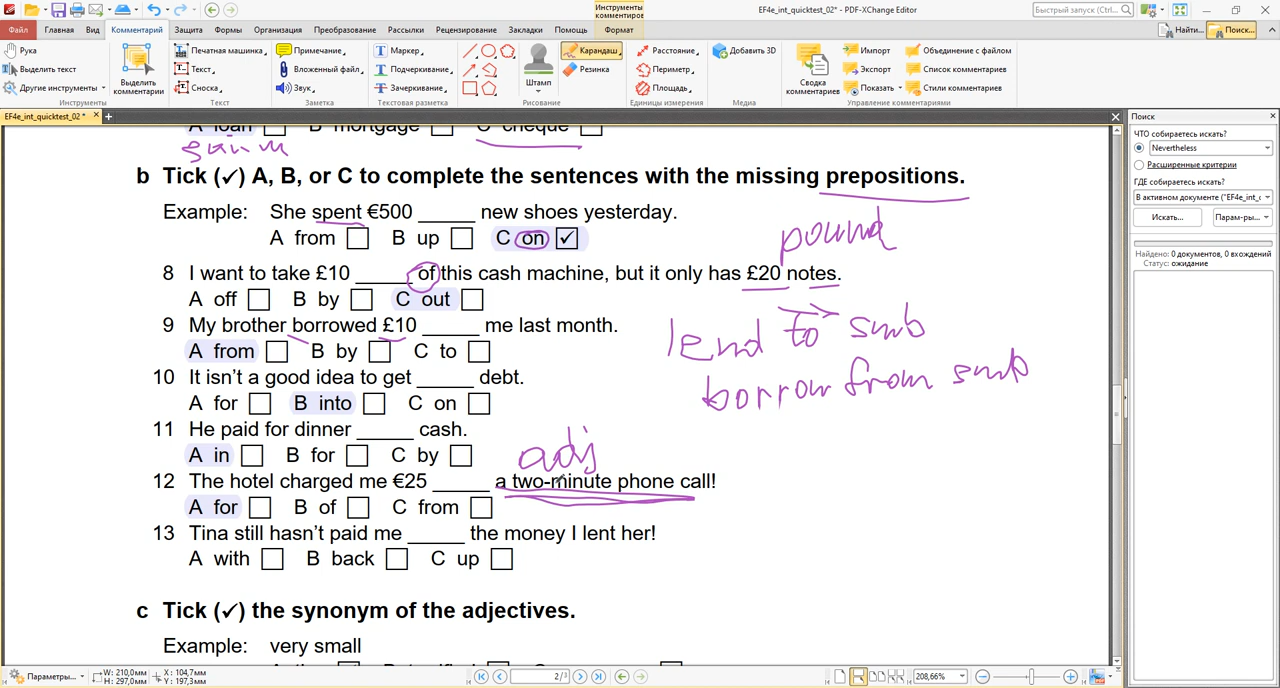 Инструменты комментирования
EF4e_int_quicktest_02* - PDF-XChange Editor
Быстрый запуск (Ctrl+.)
Файл Главная Вид Комментарий Защита Формы Организация Преобразование Рассылки Рецензирование Закладки Помощь Формат
Найти... Поиск...
Рука
Выделить текст
Другие инструменты
Инструменты
Выделить комментарии
Печатная машинка
Текст
Сноска
Текст
Примечание
Вложенный файл
Звук
Заметка
Маркер
Подчеркивание
Зачеркивание
Текстовая разметка
Рисование
Штамп
Карандаш
Резинка
Расстояние
Периметр
Площадь
Единицы измерения
Добавить 3D
Медиа
Сводка комментариев
Импорт
Экспорт
Показать
Объединение с файлом
Список комментариев
Стили комментариев
Управление комментариями
EF4e_int_quicktest_02 *
A loan B mortgage C cheque
b Tick (✓) A, B, or C to complete the sentences with the missing prepositions.
Example: She spent €500 _____ new shoes yesterday.
A from B up C on ✓
pound
8 I want to take £10 _____ of this cash machine, but it only has £20 notes.
A off B by C out
9 My brother borrowed £10 _____ me last month.
A from B by C to
lend to smb
borrow from smb
10 It isn't a good idea to get _____ debt.
A for B into C on
11 He paid for dinner _____ cash.
A in B for C by
adj
12 The hotel charged me €25 _____ a two-minute phone call!
A for B of C from
13 Tina still hasn't paid me _____ the money I lent her!
A with B back C up
c Tick (✓) the synonym of the adjectives.
Example: very small
Поиск
ЧТО собираетесь искать?
Nevertheless
Расширенные критерии
ГДЕ собираетесь искать?
В активном документе ("EF4e_int_c
Искать... Парам-ры...
Найдено: 0 документов, 0 вхождений
Статус: ожидание
Параметры...
W: 210,0мм
H: 297,0мм
X: 104,7мм
Y: 197,3мм
208,66%